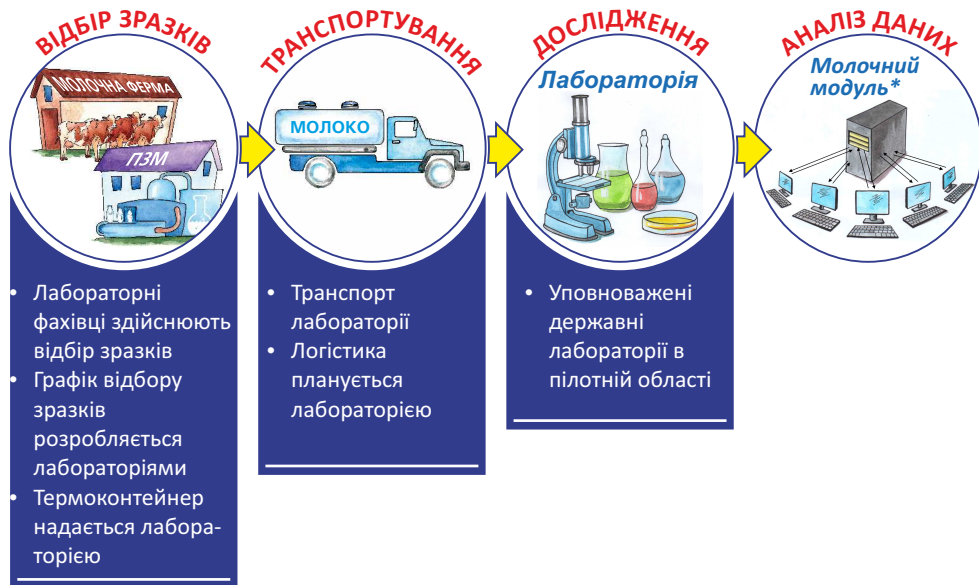 ВІДБІР ЗРАЗКІВ
МОЛОЧНА ФЕРМА
ПЗМ
• Лабораторні
фахівці здійснюють
відбір зразків
• Графік відбору
зразків
розробляється
лабораторіями
• Термоконтейнер
надається лабора-
торією
ТРАНСПОРТУВАННЯ
МОЛОКО
• Транспорт
лабораторії
• Логістика
планується
лабораторією
ДОСЛІДЖЕННЯ
Лабораторія
• Уповноважені
державні
лабораторії в
пілотній області
АНАЛІЗ ДАНИХ
Молочний
модуль*